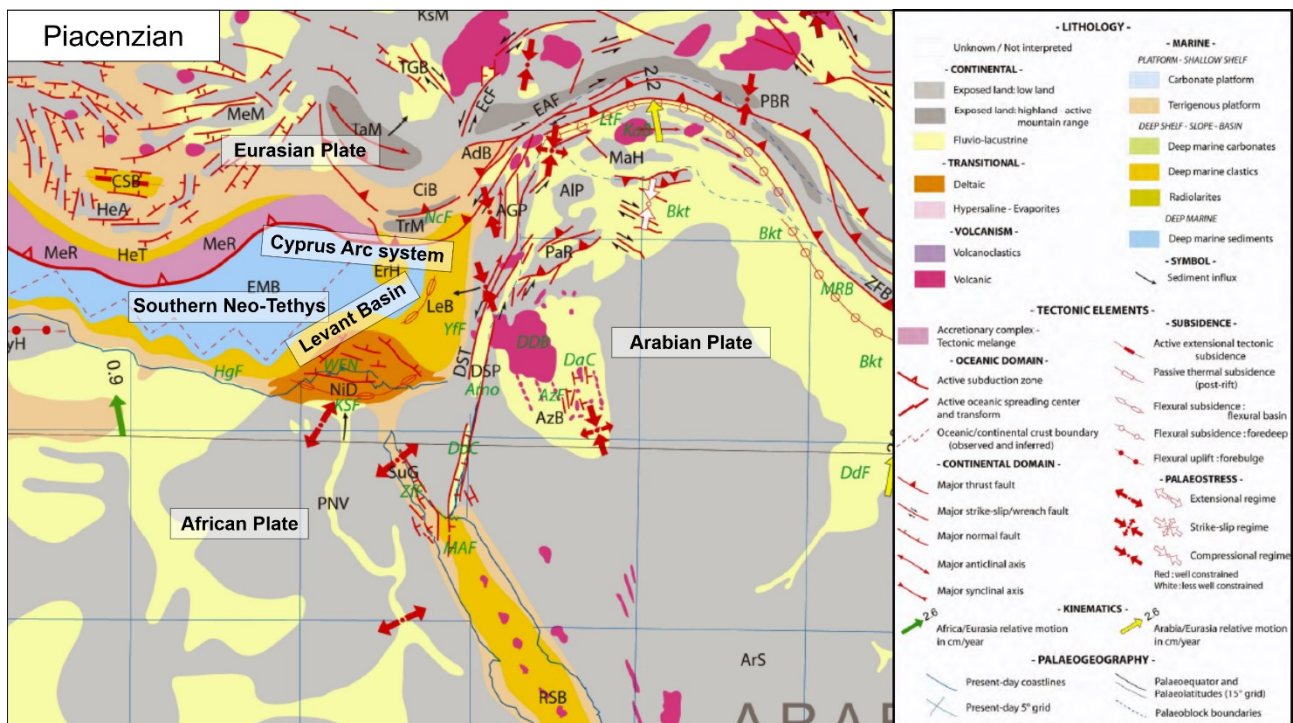 Piacenzian
KsM
TGB
EcF
EAF
2.2
PBR
MeM
TaM
LtF
Kab
Eurasian Plate
AdB
MaH
CSB
CiB
AlP
HeA
NcF
AGP
Bkt
TrM
MeR
Bkt
HeT
MeR
Cyprus Arc system
PaR
ErH
ZFB
EMB
MRB
Southern Neo-Tethys
LeB
Levant Basin
YfF
DDB
Arabian Plate
yH
HgF
WEN
DST
DSP
DaC
Bkt
0.9
NiD
Amo
AzF
KSF
AzB
DbC
SuG
DdF
PNV
African Plate
MAF
ArS
RSB
ARAB
- LITHOLOGY -
Unknown / Not interpreted
- CONTINENTAL -
Exposed land: low land
Exposed land: highland - active
mountain range
Fluvio-lacustrine
- TRANSITIONAL -
Deltaic
Hypersaline - Evaporites
- VOLCANISM -
Volcanoclastics
Volcanic
- MARINE -
PLATFORM - SHALLOW SHELF
Carbonate platform
Terrigenous platform
DEEP SHELF - SLOPE - BASIN
Deep marine carbonates
Deep marine clastics
Radiolarites
DEEP MARINE
Deep marine sediments
- SYMBOL -
Sediment influx
- TECTONIC ELEMENTS -
Accretionary complex -
Tectonic melange
- OCEANIC DOMAIN -
Active subduction zone
Active oceanic spreading center
and transform
Oceanic/continental crust boundary
(observed and inferred)
- CONTINENTAL DOMAIN -
Major thrust fault
Major strike-slip/wrench fault
Major normal fault
Major anticlinal axis
Major synclinal axis
- SUBSIDENCE -
Active extensional tectonic
subsidence
Passive thermal subsidence
(post-rift)
Flexural subsidence :
flexural basin
Flexural subsidence : foredeep
Flexural uplift : forebulge
- PALAEOSTRESS -
Extensional regime
Strike-slip regime
Compressional regime
Red : well constrained
White : less well constrained
- KINEMATICS -
2.6
Africa/Eurasia relative motion
in cm/year
2.6
Arabia/Eurasia relative motion
in cm/year
- PALAEOGEOGRAPHY -
Present-day coastlines
Present-day 5° grid
Palaeoequator and
Palaeolatitudes (15° grid)
Palaeoblock boundaries